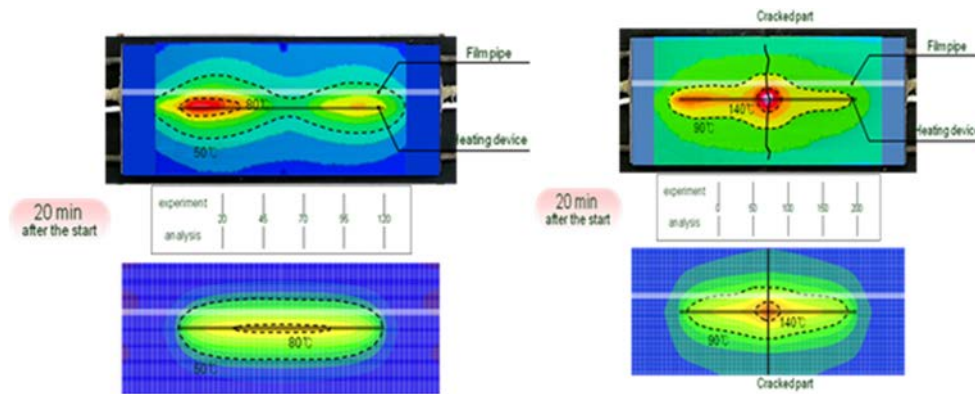 Film pipe
80℃
Heating device
50℃
20 min
after the start
experiment
20 45 70 95 120
analysis
80℃
50℃
Cracked part
Film pipe
140℃
90℃
Heating device
20 min
after the start
experiment
0 50 100 150 200
analysis
140℃
90℃
Cracked part